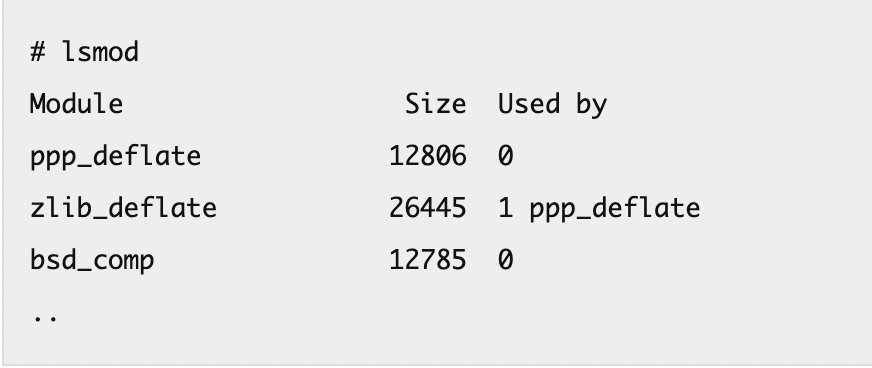 # lsmod
Module                  Size  Used by
ppp_deflate            12806  0
zlib_deflate           26445  1 ppp_deflate
bsd_comp               12785  0
..